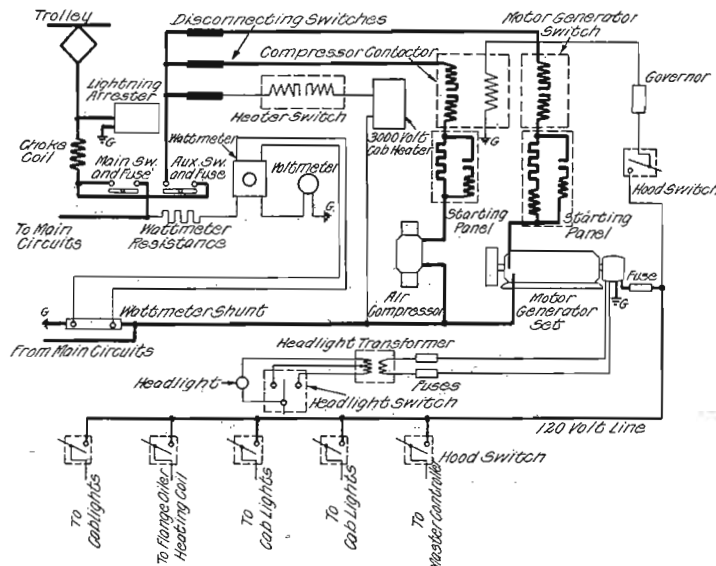 Trolley
Disconnecting Switches
Motor Generator
Switch
Compressor Contactor
Governor
Lightning
Arester
G
Heater Switch
3000 Volt
Cab Heater
G
Choke
Coil
Main Sw.
and Fuse
Aux. Sw.
and Fuse
Wattmeter
Voltmeter
Hood Switch
G.
To Main
Circuits
Wattmeter
Resistance
Starting
Panel
Starting
Panel
Air
Compressor
Motor
Generator
Set
Fuse
G
G
Wattmeter Shunt
From Main Circuits
Headlight Transformer
Headlight
Fuses
Headlight Switch
120 Volt Line
Hood Switch
To
Cab Lights
To Flange Oiler
Heating Coil
To
Cab Lights
To
Cab Lights
To
Master Controller